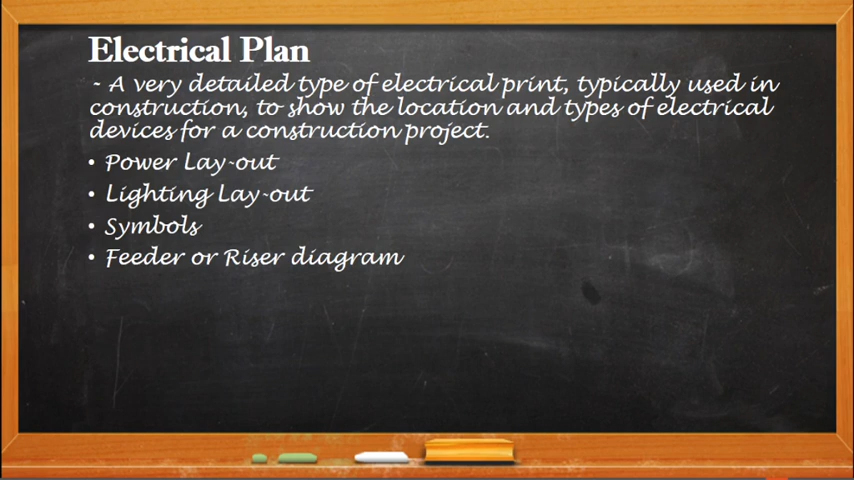 Electrical Plan
- A very detailed type of electrical print, typically used in
construction, to show the location and types of electrical
devices for a construction project.
• Power Lay-out
• Lighting Lay-out
• Symbols
• Feeder or Riser diagram